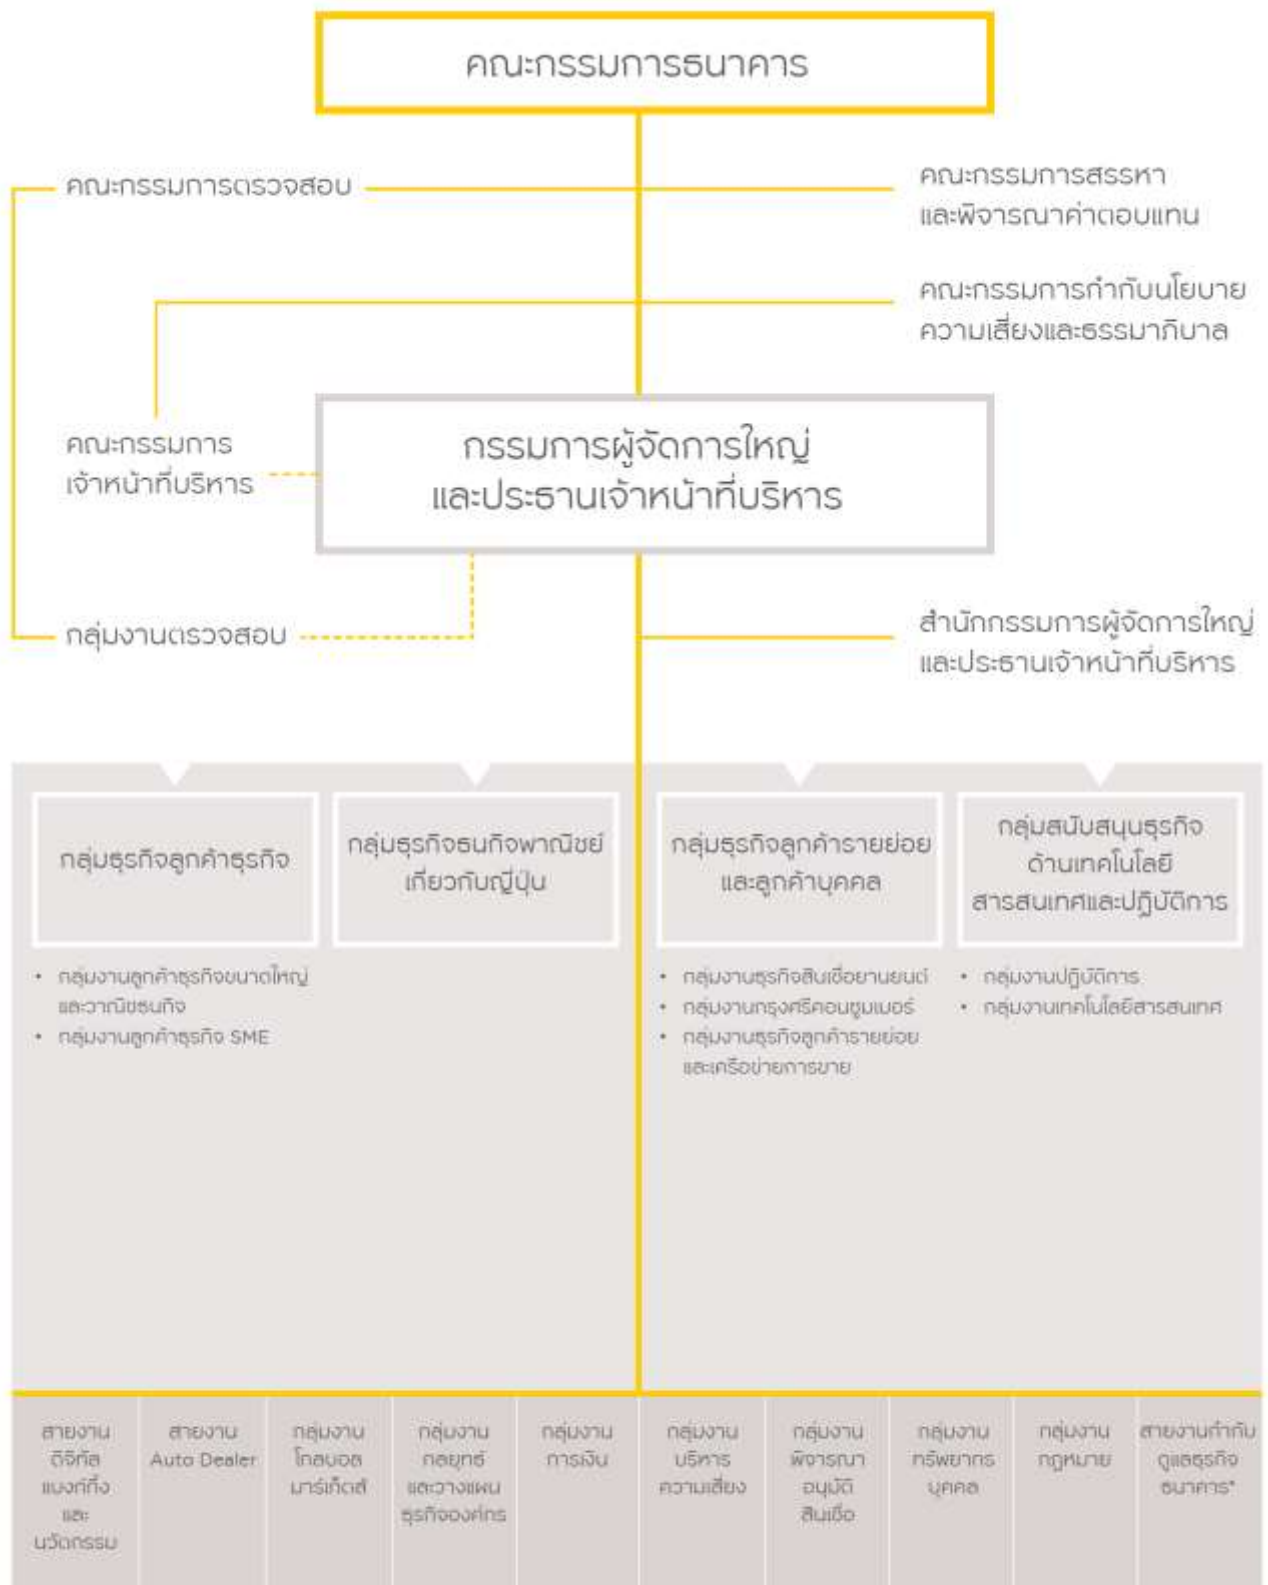 คณะกรรมการธนาคาร
คณะกรรมการตรวจสอบ
คณะกรรมการสรรหา
และพิจารณาค่าตอบแทน
คณะกรรมการกำกับนโยบาย
ความเสี่ยงและธรรมาภิบาล
คณะกรรมการ
เจ้าหน้าที่บริหาร
กรรมการผู้จัดการใหญ่
และประธานเจ้าหน้าที่บริหาร
กลุ่มงานตรวจสอบ
สำนักกรรมการผู้จัดการใหญ่
และประธานเจ้าหน้าที่บริหาร
กลุ่มธุรกิจลูกค้าธุรกิจ
กลุ่มธุรกิจธนกิจพาณิชย์
เกี่ยวกับญี่ปุ่น
กลุ่มธุรกิจลูกค้ารายย่อย
และลูกค้าบุคคล
กลุ่มสนับสนุนธุรกิจ
ด้านเทคโนโลยี
สารสนเทศและปฏิบัติการ
• กลุ่มงานลูกค้าธุรกิจขนาดใหญ่
และวาณิชธนกิจ
• กลุ่มงานลูกค้าธุรกิจ SME
• กลุ่มงานธุรกิจสินเชื่อยานยนต์
• กลุ่มงานกรุงศรีคอนซูมเมอร์
• กลุ่มงานธุรกิจลูกค้ารายย่อย
และเครือข่ายการขาย
• กลุ่มงานปฏิบัติการ
• กลุ่มงานเทคโนโลยีสารสนเทศ
สายงาน
ดิจิทัล
แบงก์กิ้ง
และ
นวัตกรรม
สายงาน
Auto Dealer
กลุ่มงาน
โกลบอล
มาร์เก็ตส์
กลุ่มงาน
กลยุทธ์
และวางแผน
ธุรกิจองค์กร
กลุ่มงาน
การเงิน
กลุ่มงาน
บริหาร
ความเสี่ยง
กลุ่มงาน
พิจารณา
อนุมัติ
สินเชื่อ
กลุ่มงาน
ทรัพยากร
บุคคล
กลุ่มงาน
กฎหมาย
สายงานกำกับ
ดูแลธุรกิจ
ธนาคาร*